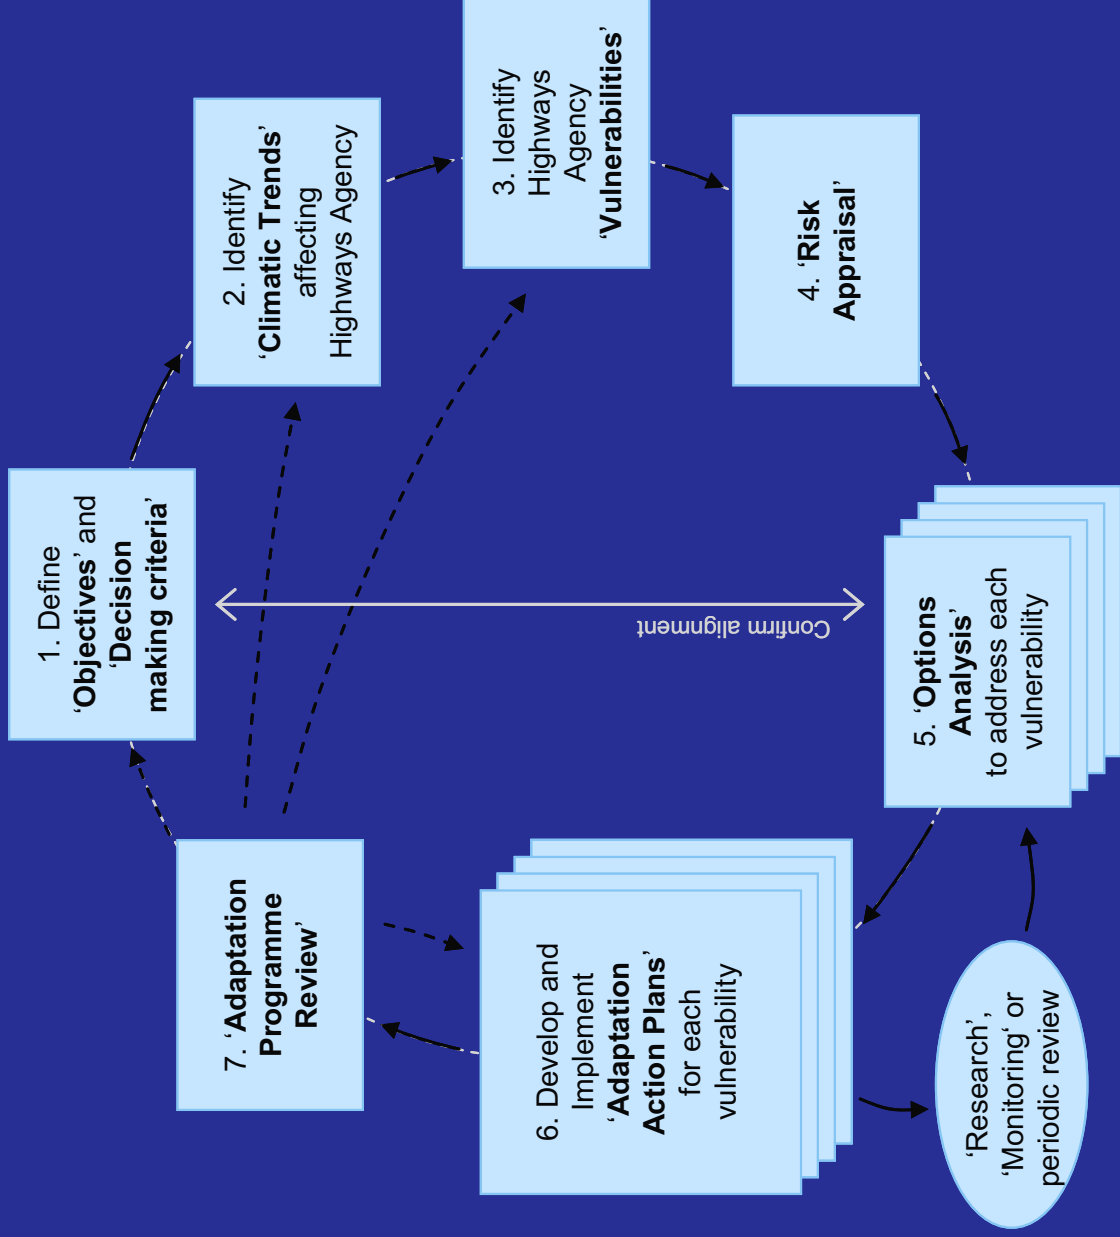 1. Define
‘Objectives’ and
‘Decision
making criteria’
2. Identify
‘Climatic Trends’
affecting
Highways Agency
3. Identify
Highways
Agency
‘Vulnerabilities’
4. ‘Risk
Appraisal’
5. ‘Options
Analysis’
to address each
vulnerability
6. Develop and
Implement
‘Adaptation
Action Plans’
for each
vulnerability
7. ‘Adaptation
Programme
Review’
‘Research’,
‘Monitoring‘ or
periodic review
Confirm alignment